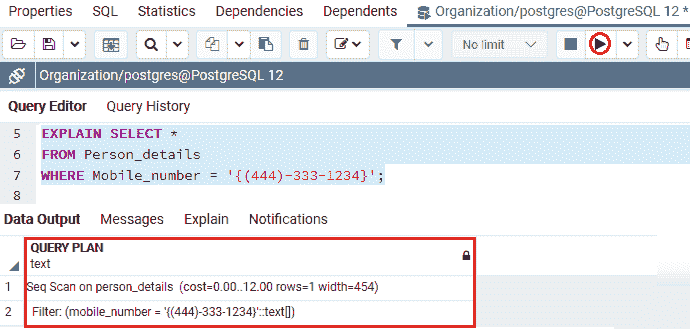 Properties SQL Statistics Dependencies Dependents Organization/postgres@PostgreSQL 12 *
No limit
Organization/postgres@PostgreSQL 12
Query Editor Query History
5 EXPLAIN SELECT *
6 FROM Person_details
7 WHERE Mobile_number = '{(444)-333-1234}';
8
Data Output Messages Explain Notifications
QUERY PLAN
text
1 Seq Scan on person_details (cost=0.00..12.00 rows=1 width=454)
2 Filter: (mobile_number = '{(444)-333-1234}'::text[])